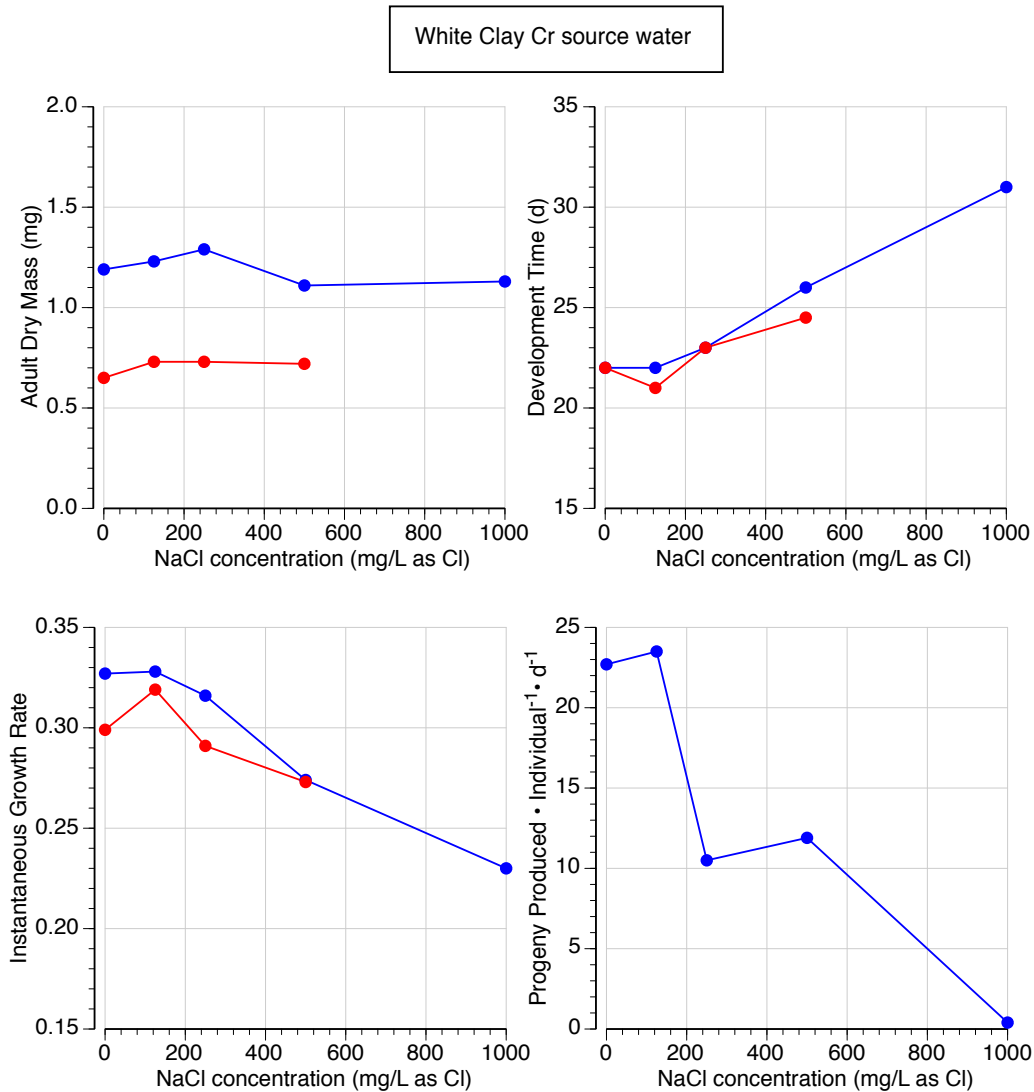 White Clay Cr source water
2.0
1.5
1.0
0.5
0.0
Adult Dry Mass (mg)
0 200 400 600 800 1000
NaCl concentration (mg/L as Cl)
35
30
25
20
15
Development Time (d)
0 200 400 600 800 1000
NaCl concentration (mg/L as Cl)
0.35
0.30
0.25
0.20
0.15
Instantaneous Growth Rate
0 200 400 600 800 1000
NaCl concentration (mg/L as Cl)
25
20
15
10
5
0
Progeny Produced • Individual⁻¹ • d⁻¹
0 200 400 600 800 1000
NaCl concentration (mg/L as Cl)